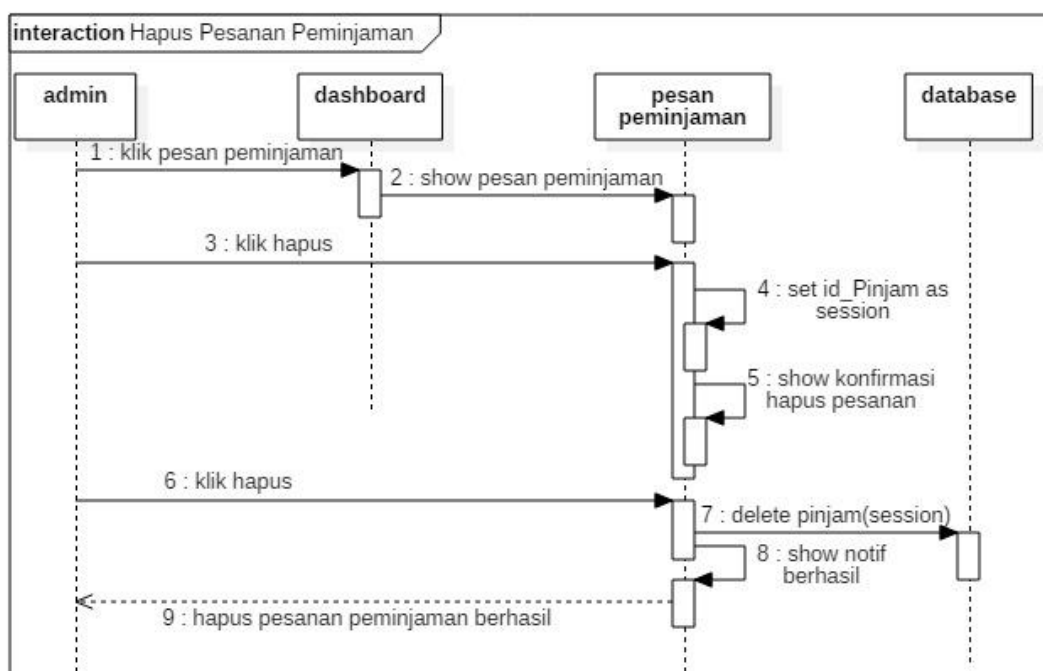 interaction Hapus Pesanan Peminjaman
admin
dashboard
pesan
peminjaman
database
1 : klik pesan peminjaman
2 : show pesan peminjaman
3 : klik hapus
4 : set id_Pinjam as
session
5 : show konfirmasi
hapus pesanan
6 : klik hapus
7 : delete pinjam(session)
8 : show notif
berhasil
9 : hapus pesanan peminjaman berhasil